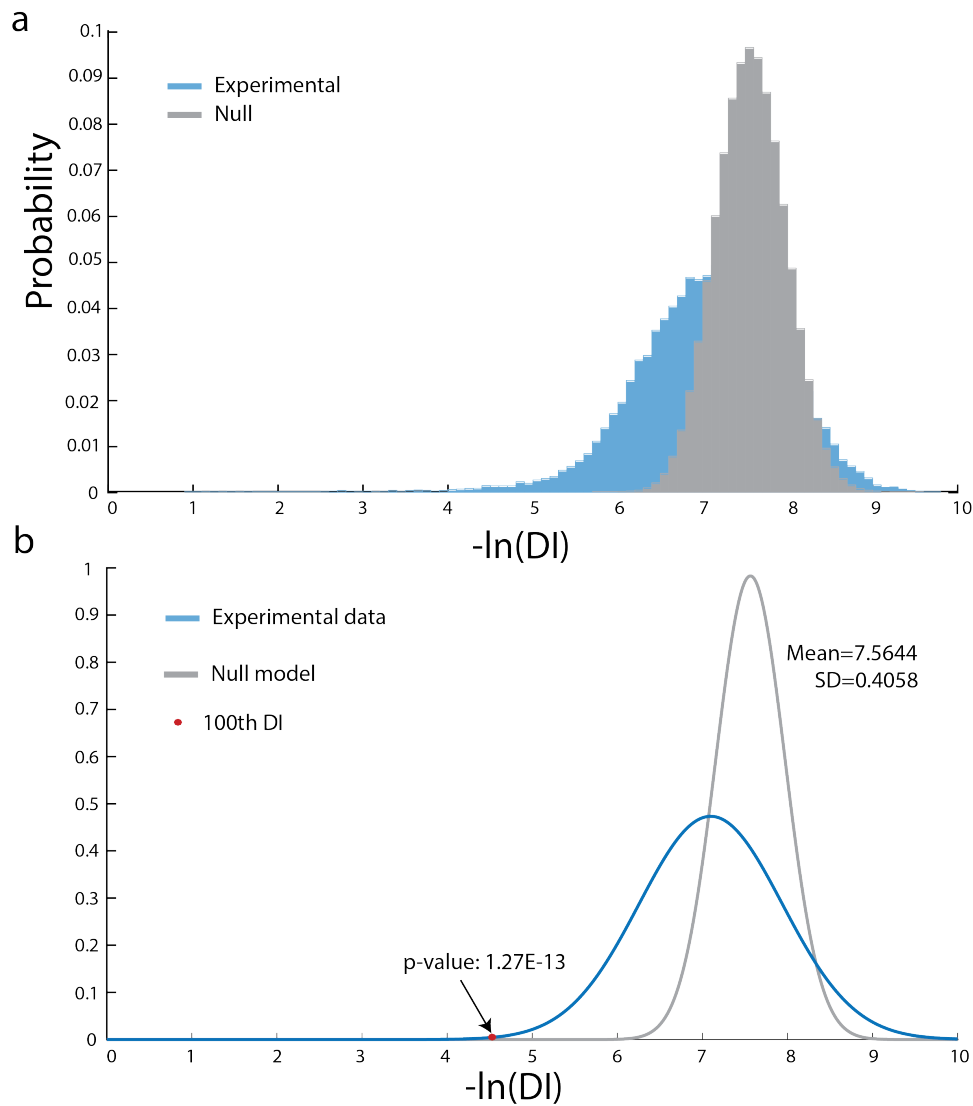 a
0.1
0.09
0.08
0.07
0.06
0.05
0.04
0.03
0.02
0.01
0
Probability
Experimental
Null
0 1 2 3 4 5 6 7 8 9 10
-ln(DI)
b
1
0.9
0.8
0.7
0.6
0.5
0.4
0.3
0.2
0.1
0
Experimental data
Null model
100th DI
Mean=7.5644
SD=0.4058
p-value: 1.27E-13
0 1 2 3 4 5 6 7 8 9 10
-ln(DI)